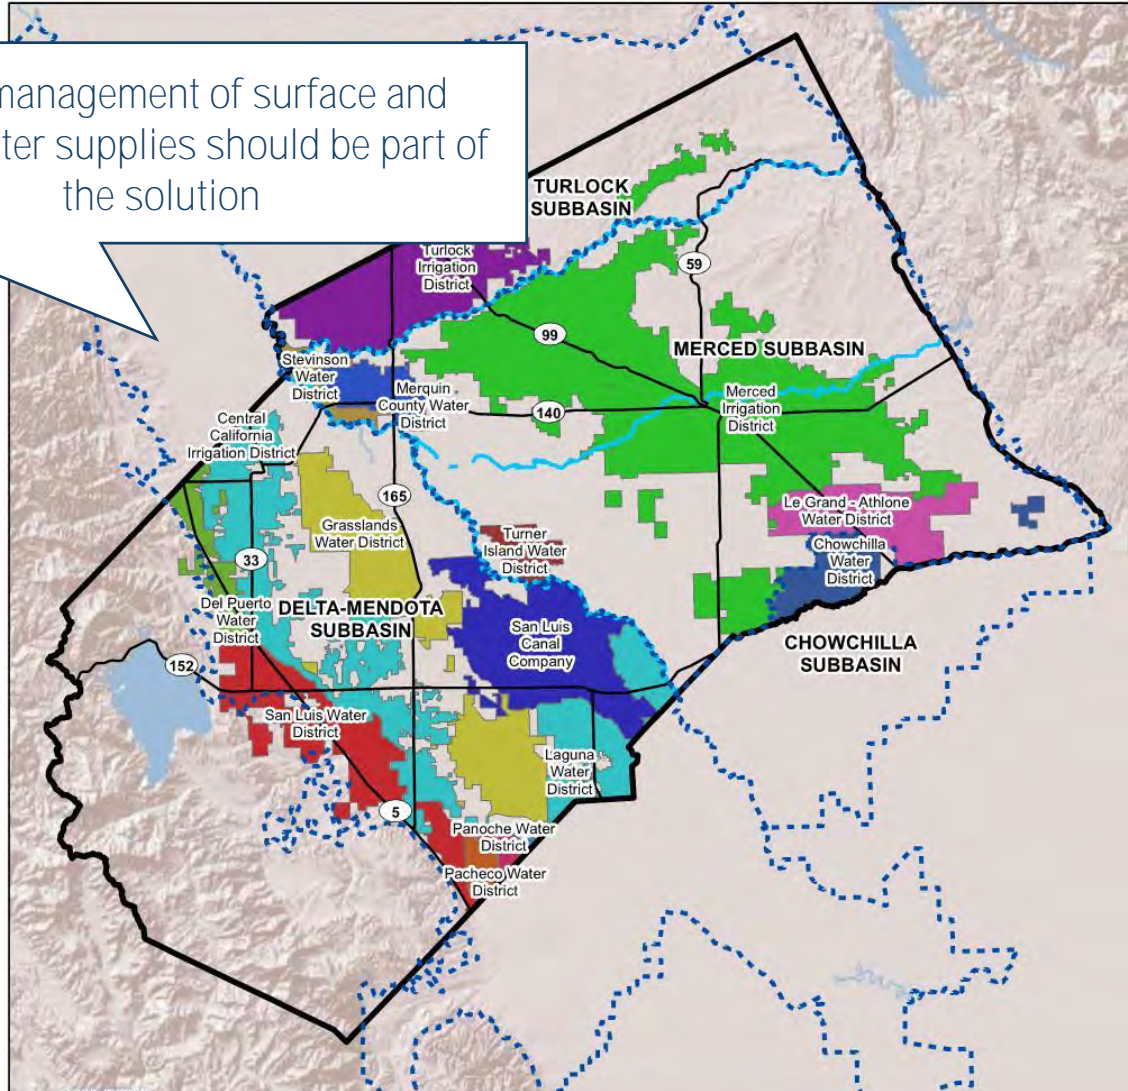 management of surface and
ter supplies should be part of
the solution
TURLOCK
SUBBASIN
Turlock
Irrigation
District
59
99
MERCED SUBBASIN
Stevinson
Water
District
Merquin
County Water
District
Merced
Irrigation
District
140
Central
California
Irrigation District
165
Le Grand - Athlone
Water District
Grasslands
Water District
Turner
Island Water
District
Chowchilla
Water
District
33
Del Puerto
Water
District
DELTA-MENDOTA
SUBBASIN
San Luis
Canal
Company
CHOWCHILLA
SUBBASIN
152
San Luis Water
District
Laguna
Water
District
5
Panoche Water
District
Pacheco Water
District